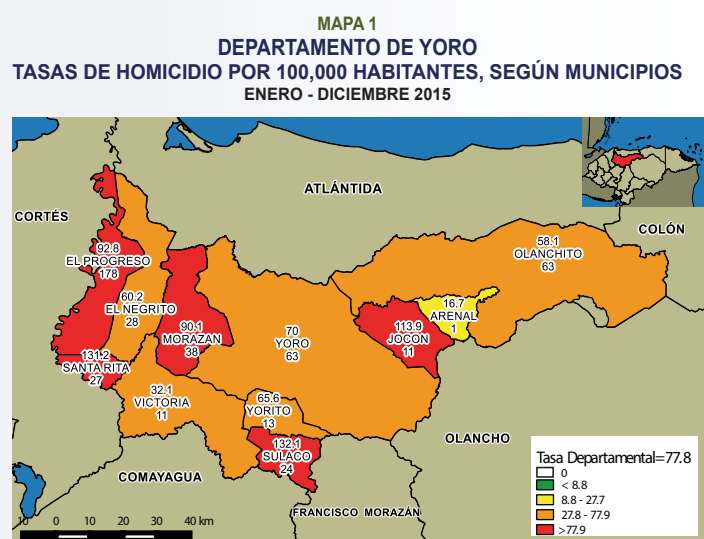 MAPA 1
DEPARTAMENTO DE YORO
TASAS DE HOMICIDIO POR 100,000 HABITANTES, SEGÚN MUNICIPIOS
ENERO - DICIEMBRE 2015
ATLÁNTIDA
CORTÉS
COLÓN
92.8
EL PROGRESO
178
58.1
OLANCHITO
63
60.2
EL NEGRITO
28
16.7
ARENAL
1
90.1
MORAZAN
38
70
YORO
63
113.9
JOCON
11
131.2
SANTA RITA
27
32.1
VICTORIA
11
65.6
YORITO
13
132.1
SULACO
24
OLANCHO
COMAYAGUA
FRANCISCO MORAZÁN
Tasa Departamental=77.8
0
< 8.8
8.8 - 27.7
27.8 - 77.9
>77.9
10 0 10 20 30 40 km